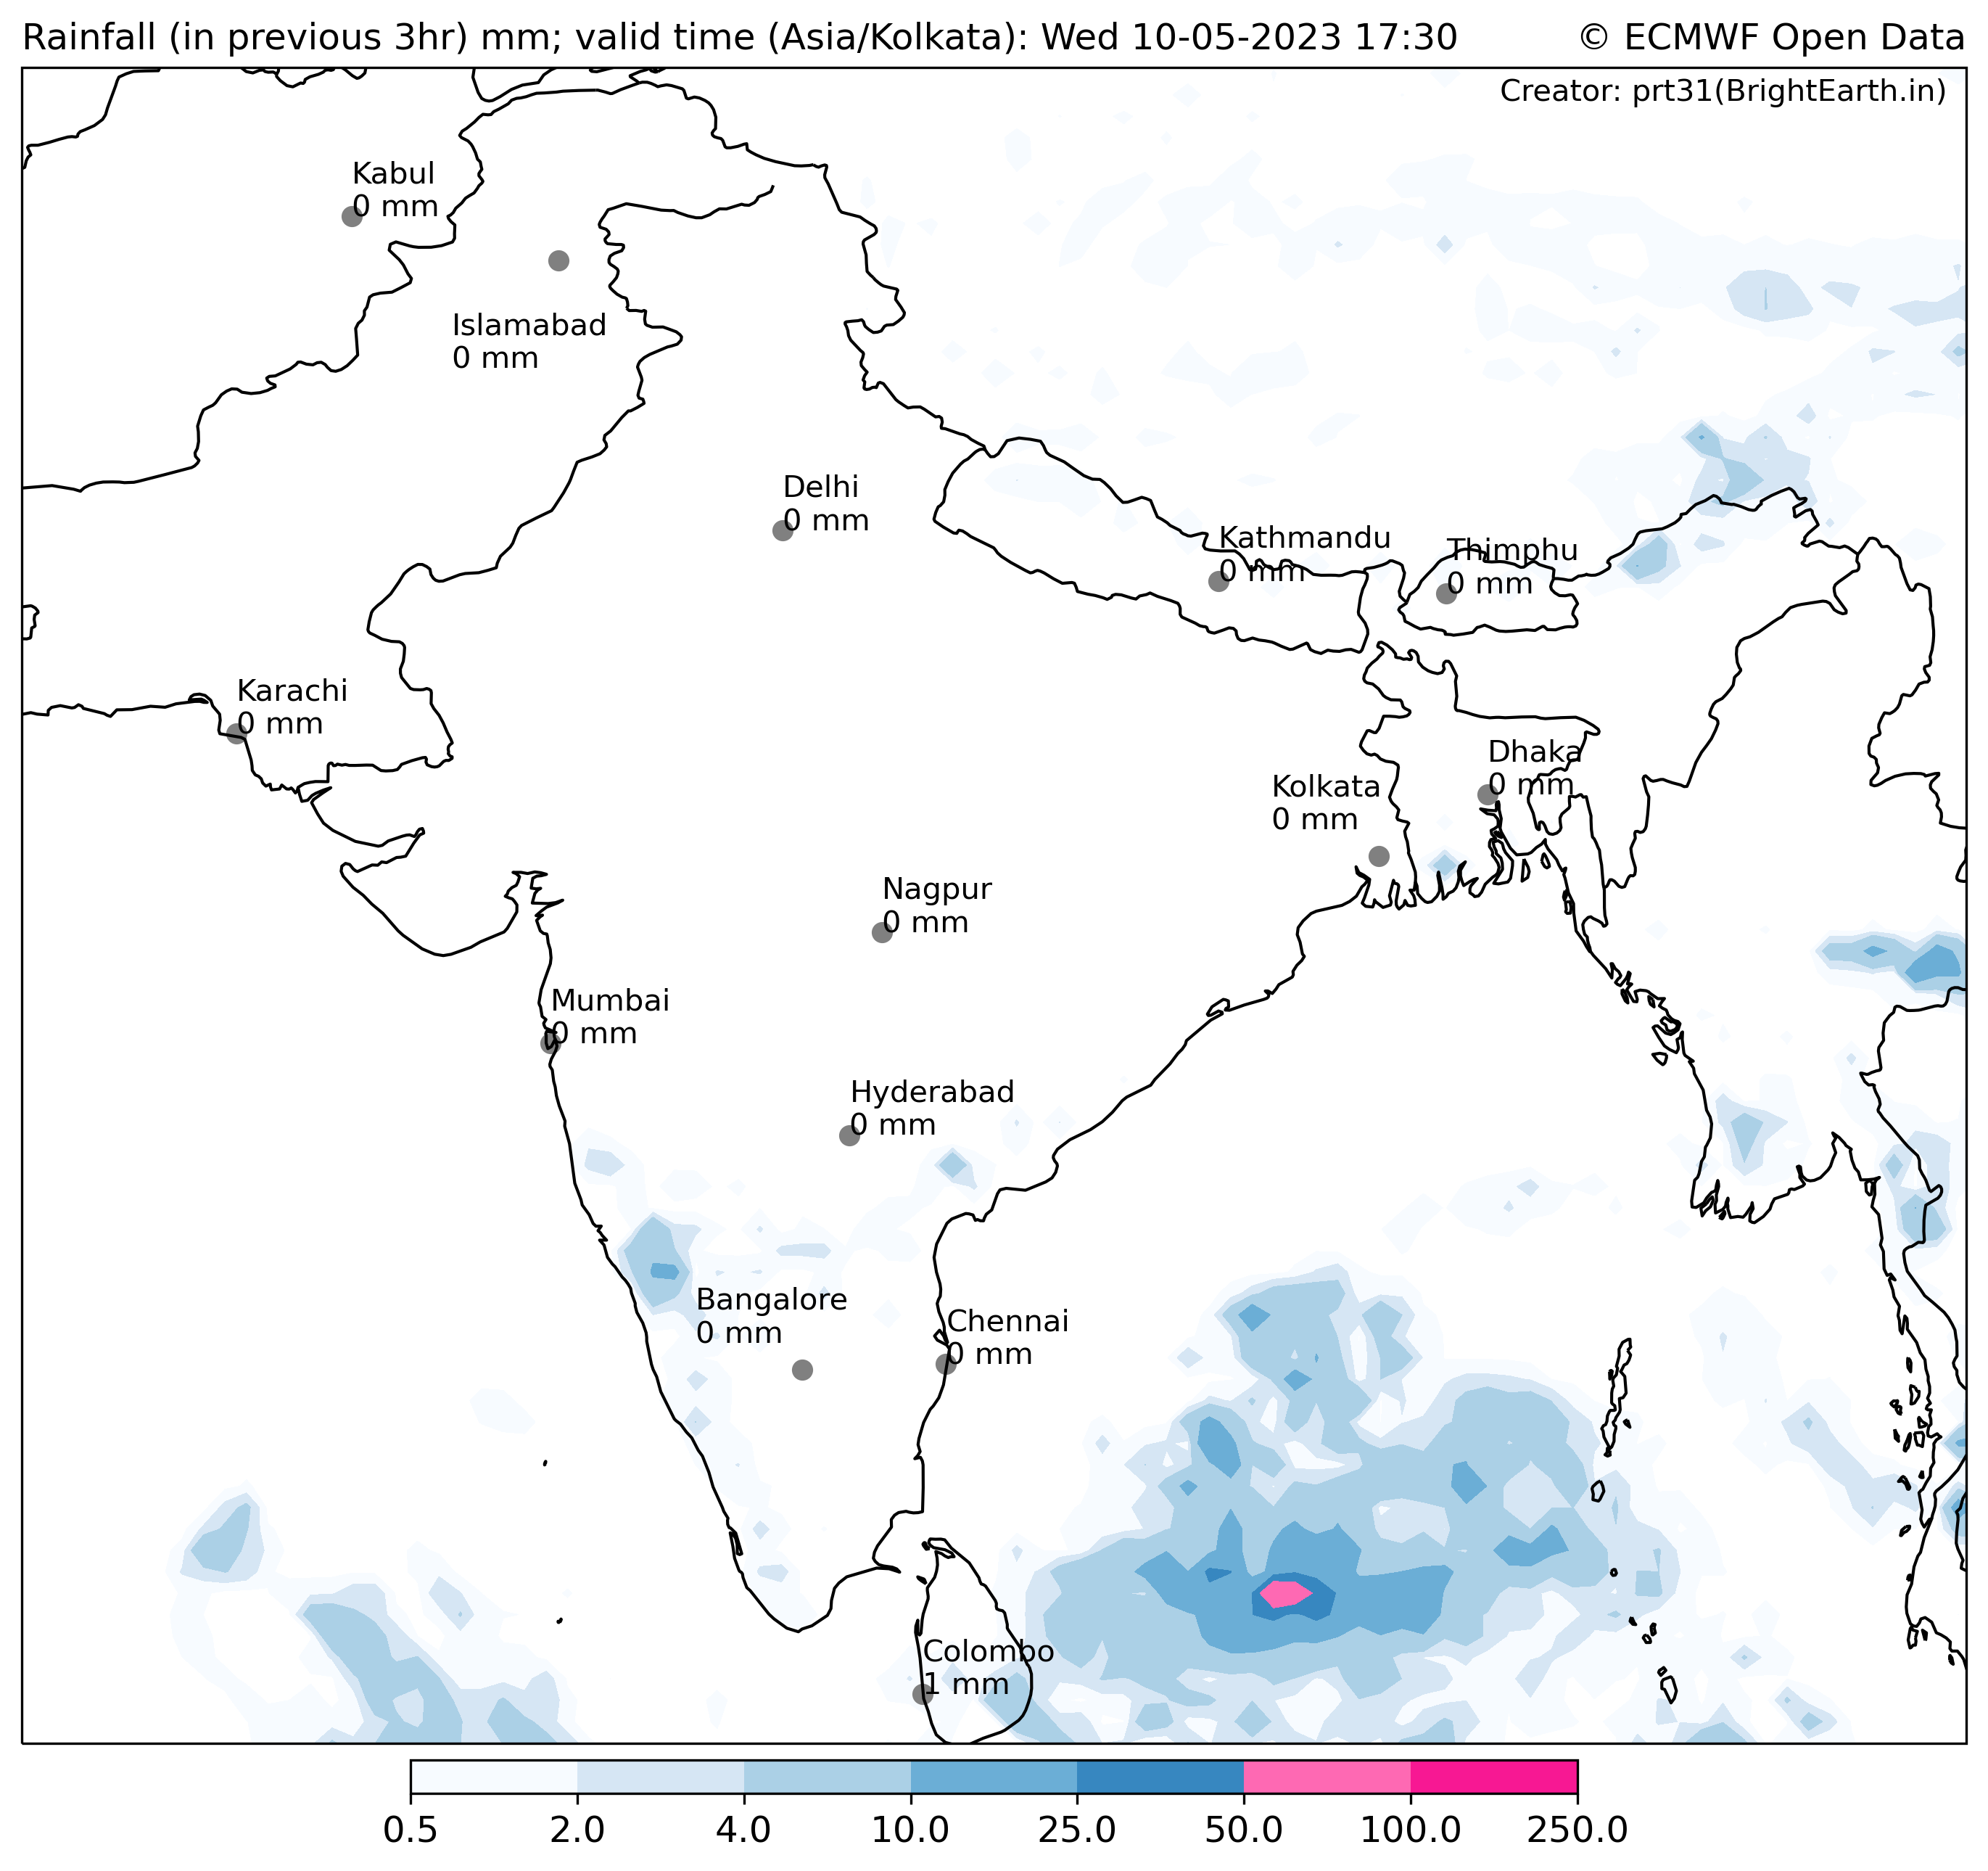 Rainfall (in previous 3hr) mm; valid time (Asia/Kolkata): Wed 10-05-2023 17:30
© ECMWF Open Data
Creator: prt31(BrightEarth.in)
Kabul
0 mm
Islamabad
0 mm
Delhi
0 mm
Kathmandu
0 mm
Thimphu
0 mm
Karachi
0 mm
Dhaka
0 mm
Kolkata
0 mm
Nagpur
0 mm
Mumbai
0 mm
Hyderabad
0 mm
Bangalore
0 mm
Chennai
0 mm
Colombo
1 mm
0.5 2.0 4.0 10.0 25.0 50.0 100.0 250.0